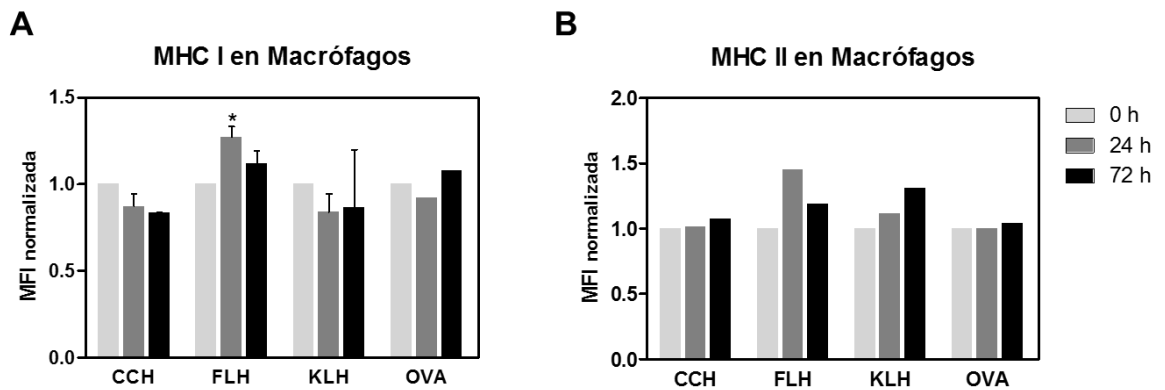 A
MHC I en Macrófagos
MFI normalizada
1.5
1.0
0.5
0.0
*
CCH FLH KLH OVA
B
MHC II en Macrófagos
MFI normalizada
2.0
1.5
1.0
0.5
0.0
CCH FLH KLH OVA
0 h
24 h
72 h